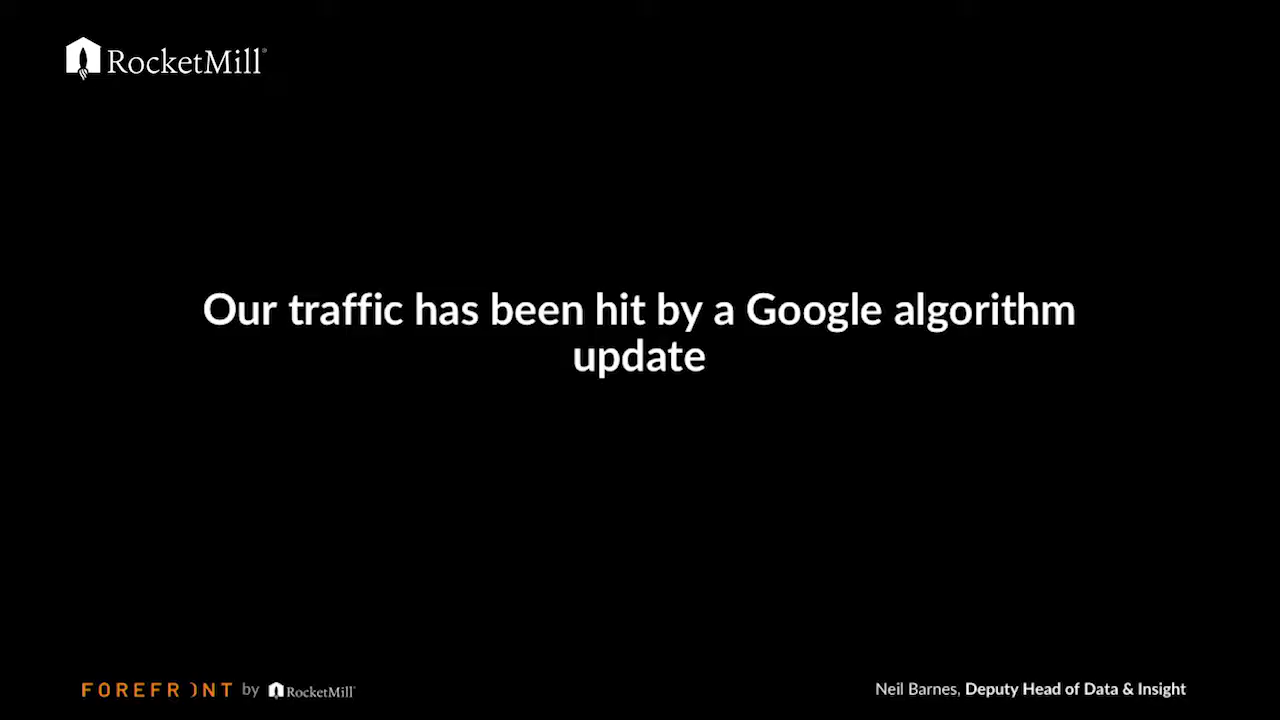 RocketMill®
Our traffic has been hit by a Google algorithm
update
FOREFRONT by RocketMill®
Neil Barnes, Deputy Head of Data & Insight